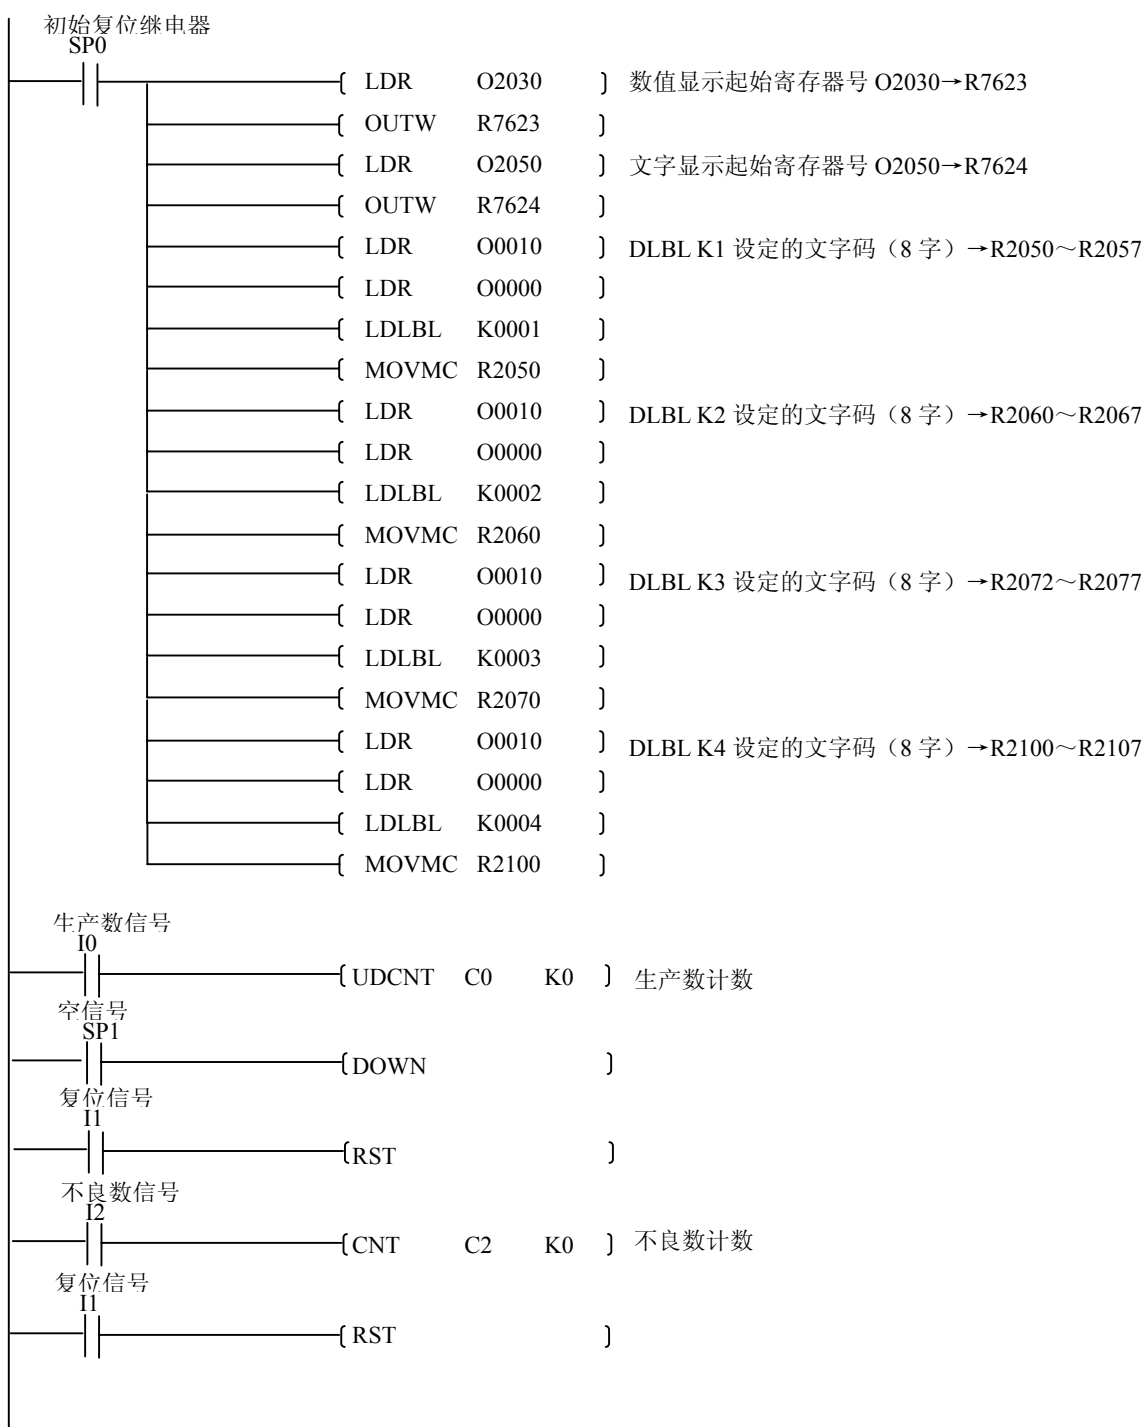 初始复位继电器
SP0
LDR O2030 数值显示起始寄存器号 O2030→R7623
OUTW R7623
LDR O2050 文字显示起始寄存器号 O2050→R7624
OUTW R7624
LDR O0010 DLBL K1 设定的文字码（8 字）→R2050～R2057
LDR O0000
LDLBL K0001
MOVMC R2050
LDR O0010 DLBL K2 设定的文字码（8 字）→R2060～R2067
LDR O0000
LDLBL K0002
MOVMC R2060
LDR O0010 DLBL K3 设定的文字码（8 字）→R2072～R2077
LDR O0000
LDLBL K0003
MOVMC R2070
LDR O0010 DLBL K4 设定的文字码（8 字）→R2100～R2107
LDR O0000
LDLBL K0004
MOVMC R2100
生产数信号
I0
UDCNT C0 K0 生产数计数
空信号
SP1
DOWN
复位信号
I1
RST
不良数信号
I2
CNT C2 K0 不良数计数
复位信号
I1
RST